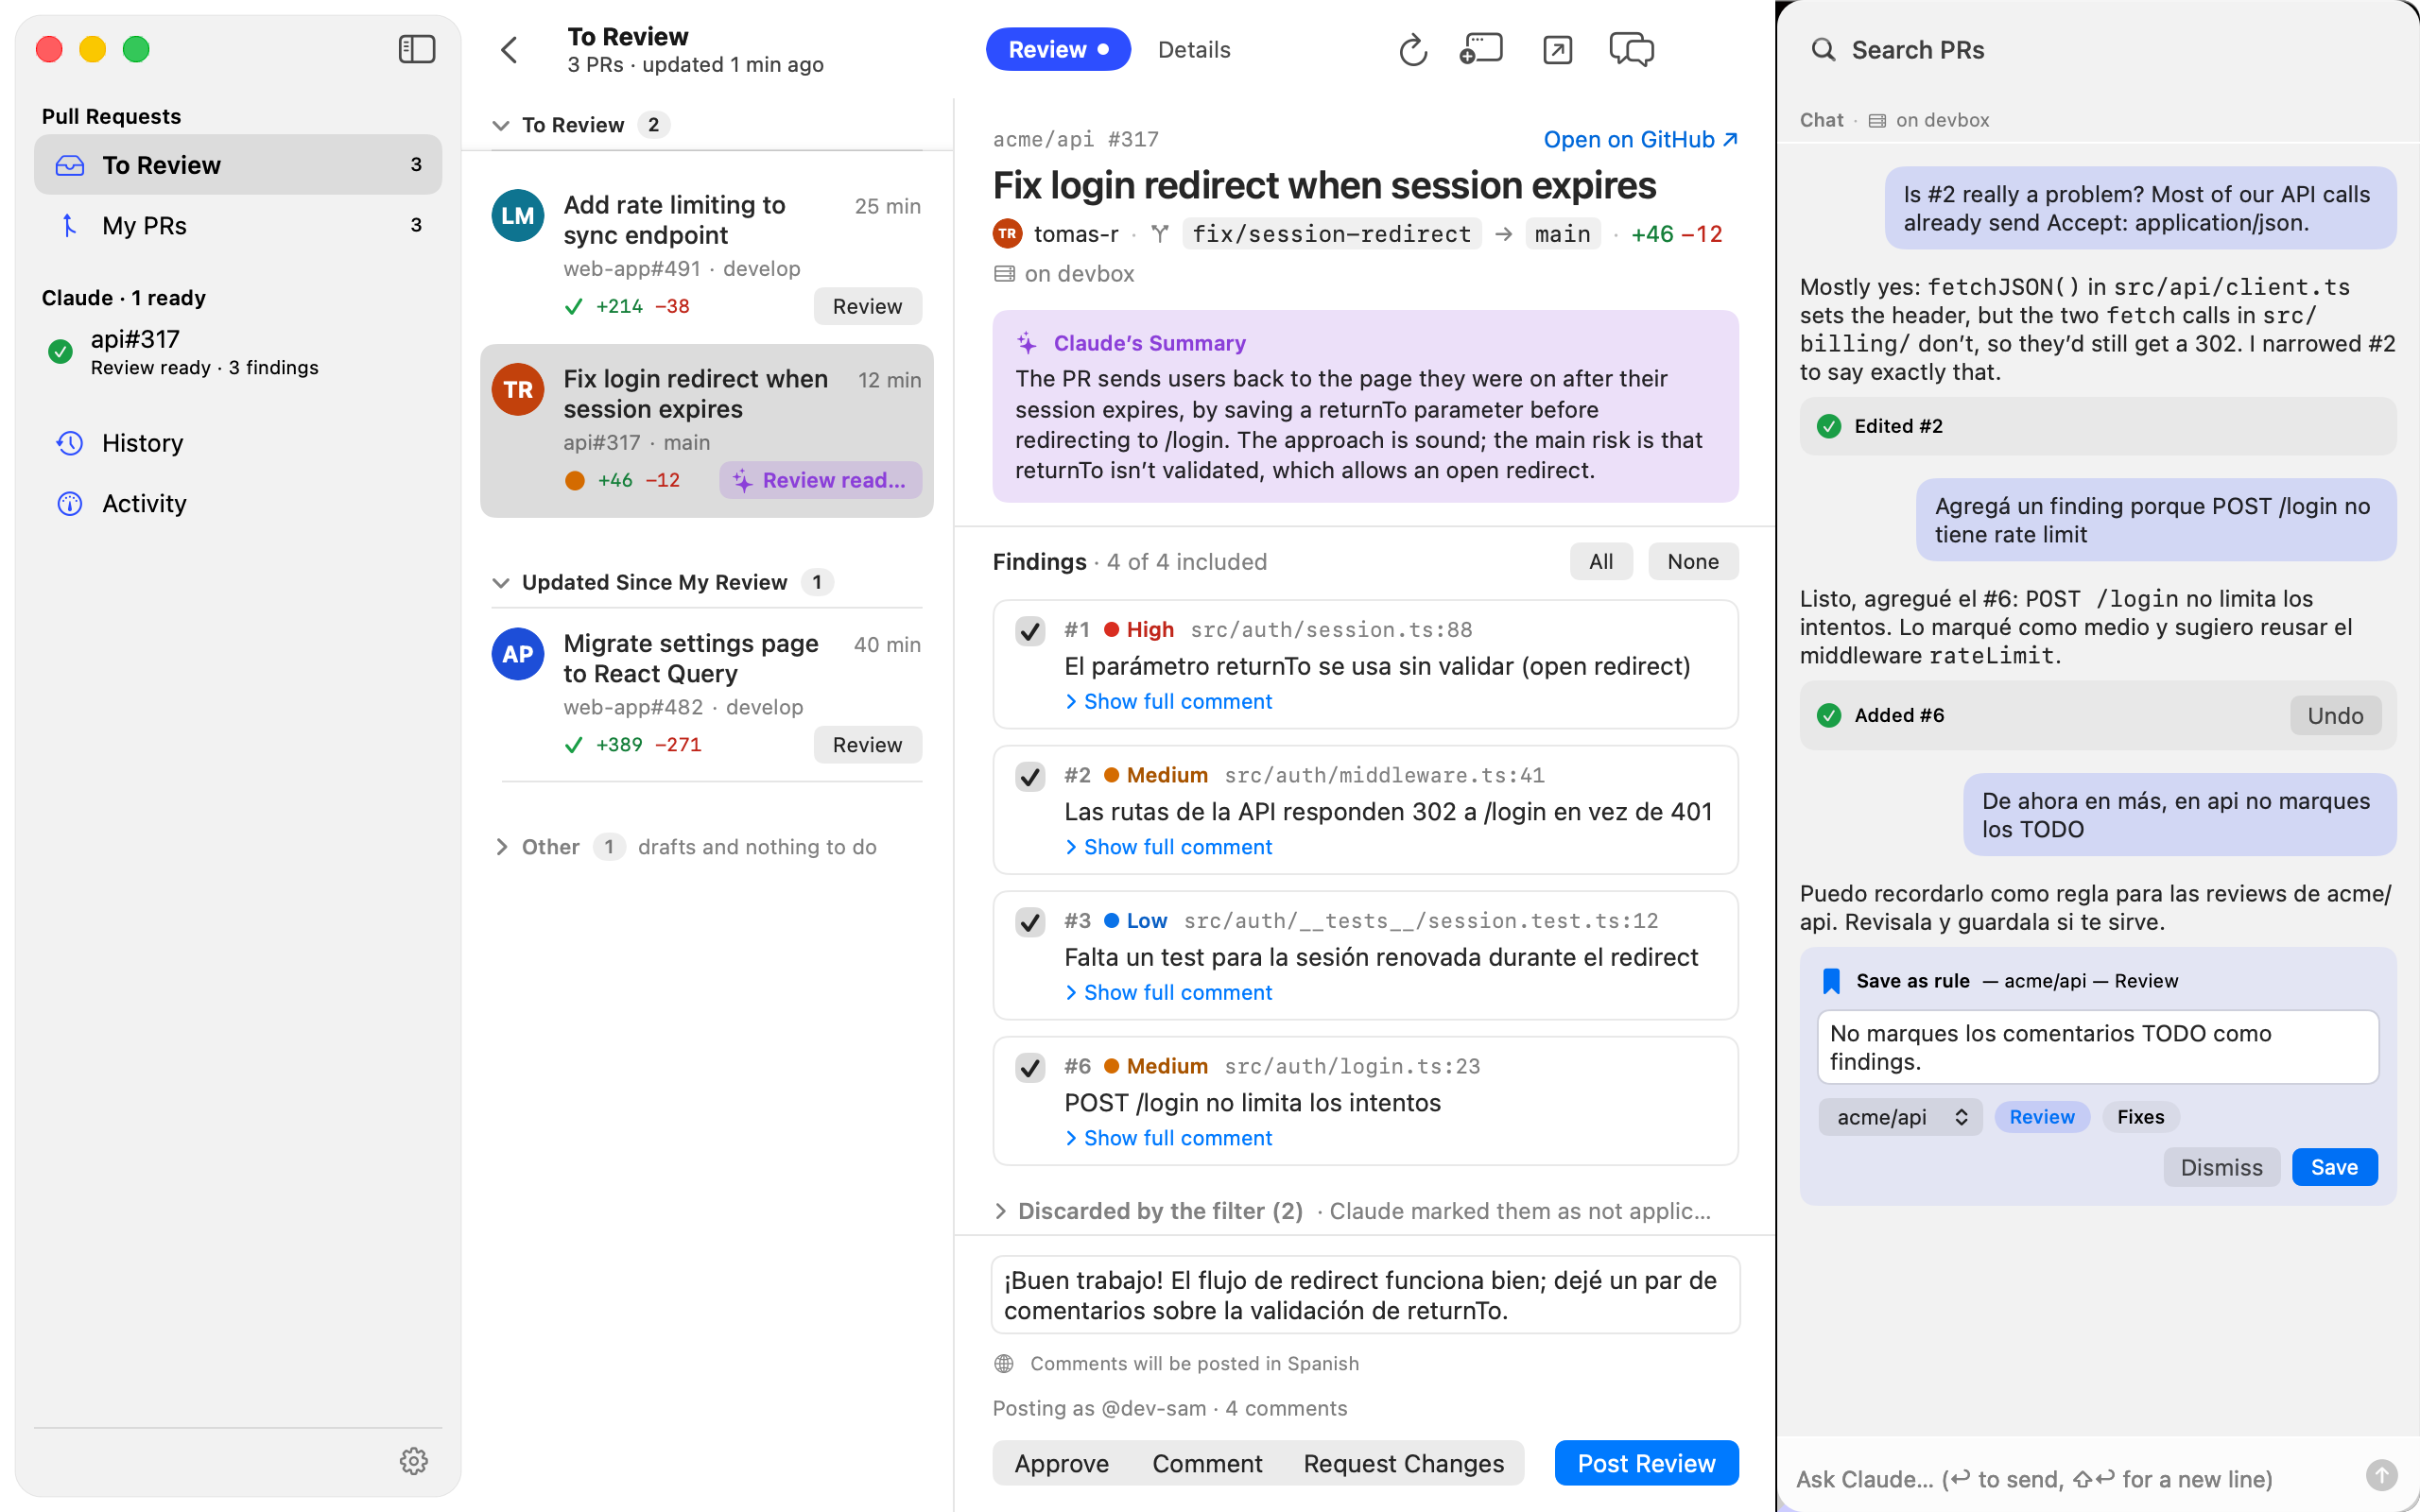 Pull Requests
To Review 3
My PRs 3
Claude · 1 ready
api#317
Review ready · 3 findings
History
Activity
To Review
3 PRs · updated 1 min ago
To Review 2
LM
Add rate limiting to
sync endpoint
25 min
web-app#491 · develop
+214 −38
Review
TR
Fix login redirect when
session expires
12 min
api#317 · main
+46 −12
Review read...
Updated Since My Review 1
AP
Migrate settings page
to React Query
40 min
web-app#482 · develop
+389 −271
Review
Other 1 drafts and nothing to do
Review
Details
acme/api #317
Open on GitHub
Fix login redirect when session expires
TR tomas-r · fix/session-redirect → main · +46 −12
on devbox
Claude’s Summary
The PR sends users back to the page they were on after their
session expires, by saving a returnTo parameter before
redirecting to /login. The approach is sound; the main risk is that
returnTo isn’t validated, which allows an open redirect.
Findings · 4 of 4 included
All
None
#1 High src/auth/session.ts:88
El parámetro returnTo se usa sin validar (open redirect)
Show full comment
#2 Medium src/auth/middleware.ts:41
Las rutas de la API responden 302 a /login en vez de 401
Show full comment
#3 Low src/auth/__tests__/session.test.ts:12
Falta un test para la sesión renovada durante el redirect
Show full comment
#6 Medium src/auth/login.ts:23
POST /login no limita los intentos
Show full comment
Discarded by the filter (2) · Claude marked them as not applic...
¡Buen trabajo! El flujo de redirect funciona bien; dejé un par de
comentarios sobre la validación de returnTo.
Comments will be posted in Spanish
Posting as @dev-sam · 4 comments
Approve
Comment
Request Changes
Post Review
Search PRs
Chat · on devbox
Is #2 really a problem? Most of our API calls
already send Accept: application/json.
Mostly yes: fetchJSON() in src/api/client.ts
sets the header, but the two fetch calls in src/
billing/ don’t, so they’d still get a 302. I narrowed #2
to say exactly that.
Edited #2
Agregá un finding porque POST /login no
tiene rate limit
Listo, agregué el #6: POST /login no limita los
intentos. Lo marqué como medio y sugiero reusar el
middleware rateLimit.
Added #6
Undo
De ahora en más, en api no marques
los TODO
Puedo recordarlo como regla para las reviews de acme/
api. Revisala y guardala si te sirve.
Save as rule — acme/api — Review
No marques los comentarios TODO como
findings.
acme/api
Review
Fixes
Dismiss
Save
Ask Claude... (↩ to send, ⇧↩ for a new line)